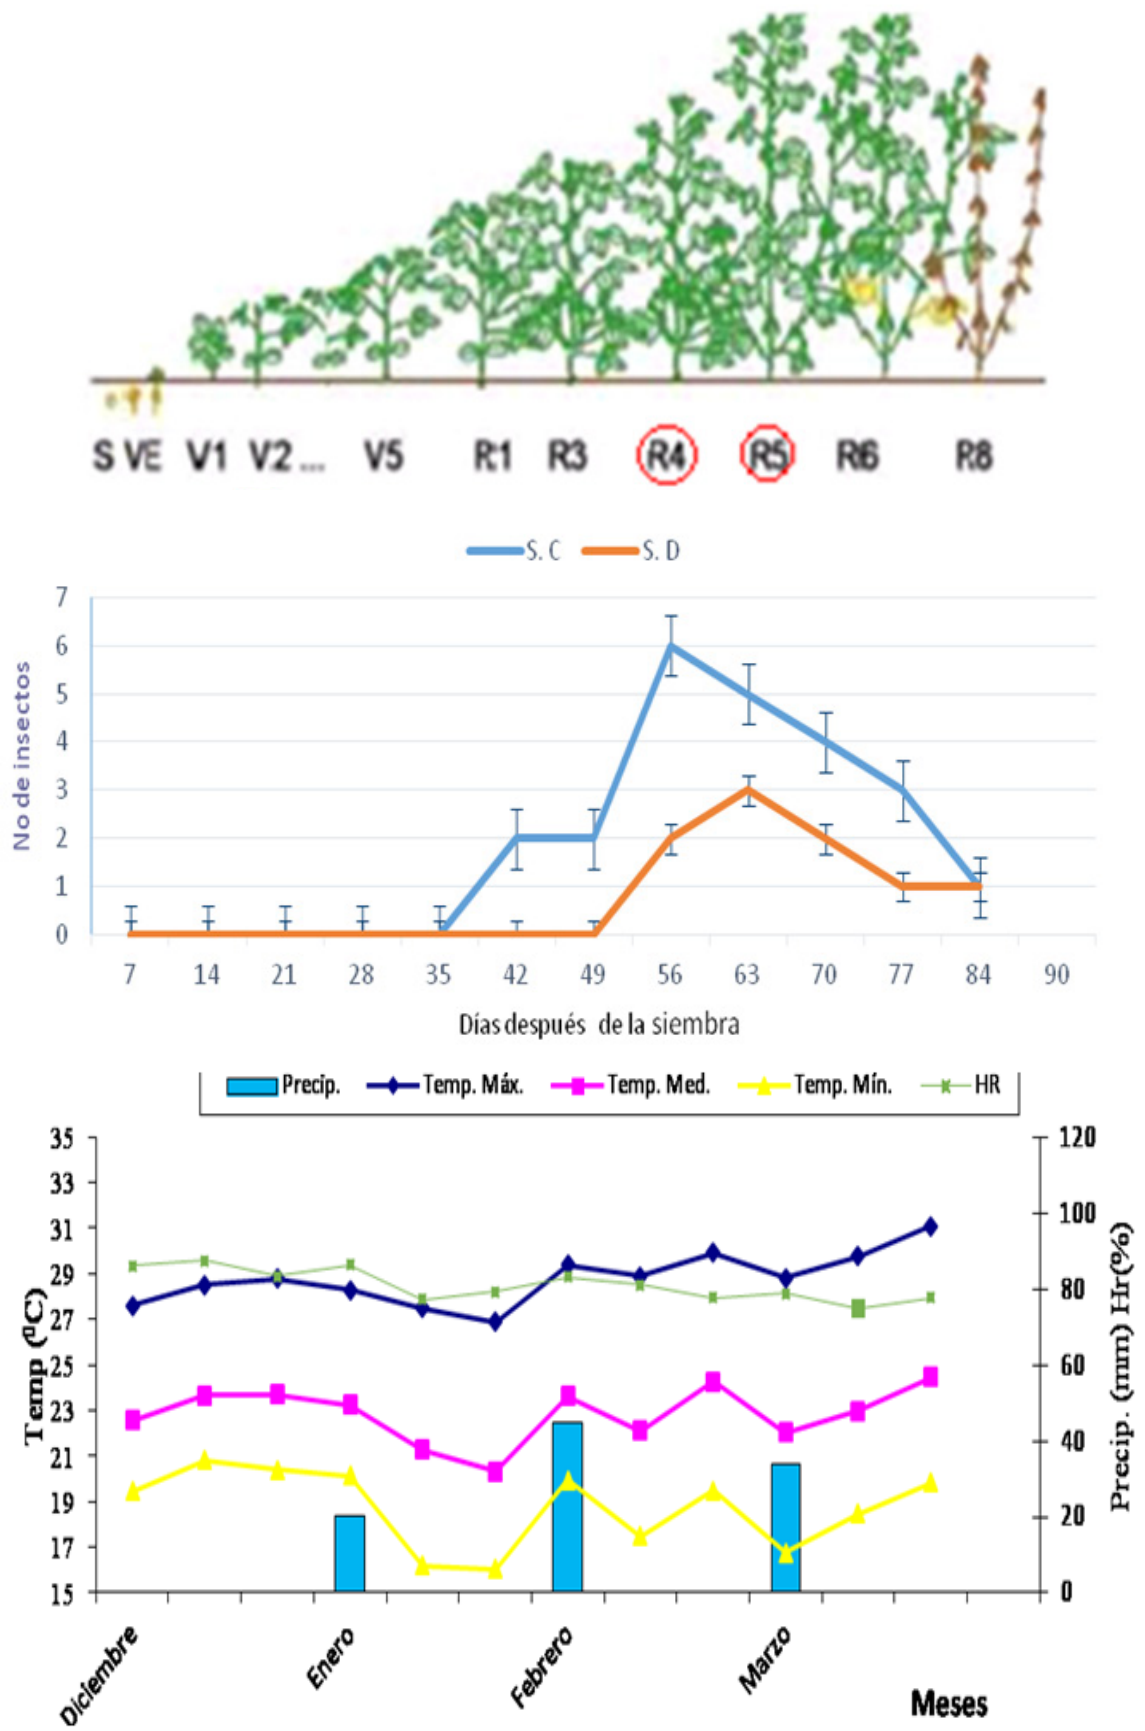 S VE V1 V2 ... V5 R1 R3 R4 R5 R6 R8
S. C S. D
No de insectos
7
6
5
4
3
2
1
0
7 14 21 28 35 42 49 56 63 70 77 84 90
Días después de la siembra
Precip. Temp. Máx. Temp. Med. Temp. Mín. HR
Temp (⁰C)
35
33
31
29
27
25
23
21
19
17
15
120
100
80
60
40
20
0
Precip. (mm) Hr(%)
Diciembre Enero Febrero Marzo
Meses